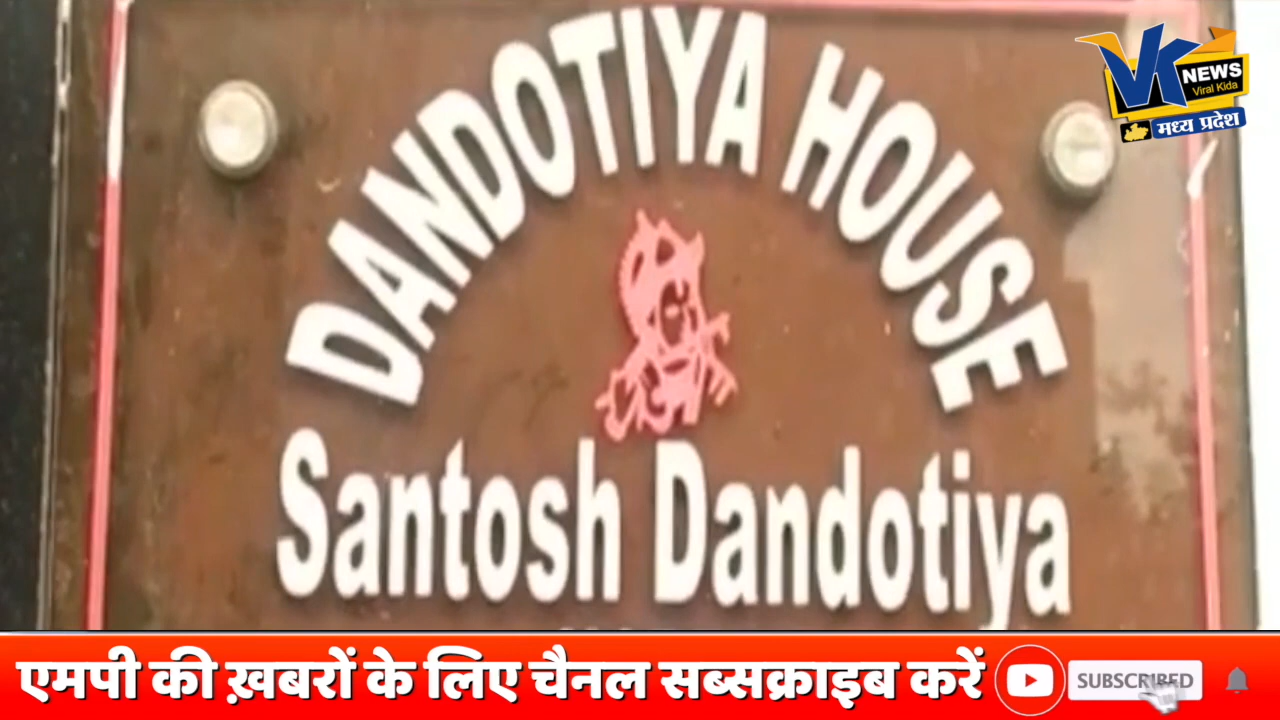 DANDOTIYA HOUSE
Santosh Dandotiya
VK NEWS
Viral Kida
मध्य प्रदेश
एमपी की ख़बरों के लिए चैनल सब्सक्राइब करें
SUBSCRIBED